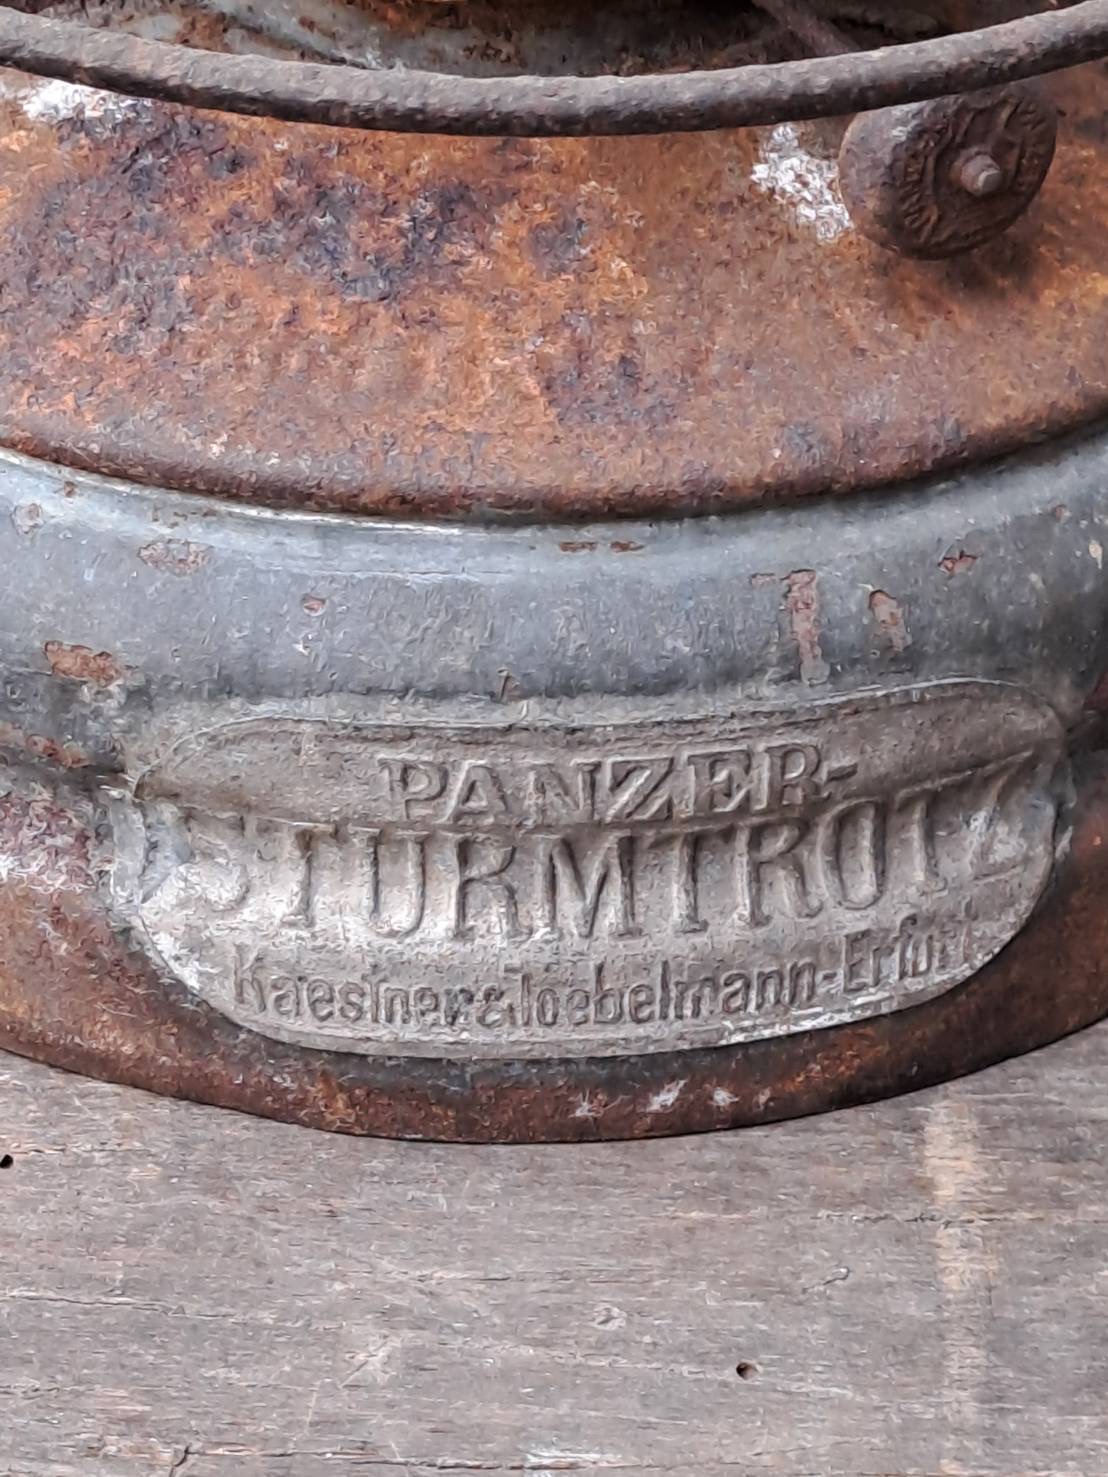 PANZER-
STURMTROTZ
Kaestner & Toebelmann-Erfurt